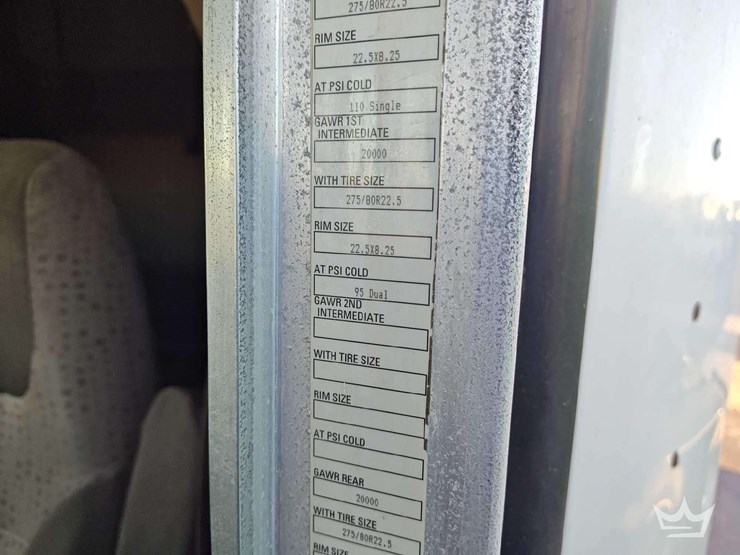 275/80R22.5
RIM SIZE
22.5X8.25
AT PSI COLD
110 Single
GAWR 1ST
INTERMEDIATE
20000
WITH TIRE SIZE
275/80R22.5
RIM SIZE
22.5X8.25
AT PSI COLD
95 Dual
GAWR 2ND
INTERMEDIATE
WITH TIRE SIZE
RIM SIZE
AT PSI COLD
GAWR REAR
20000
WITH TIRE SIZE
275/80R22.5
RIM SIZE